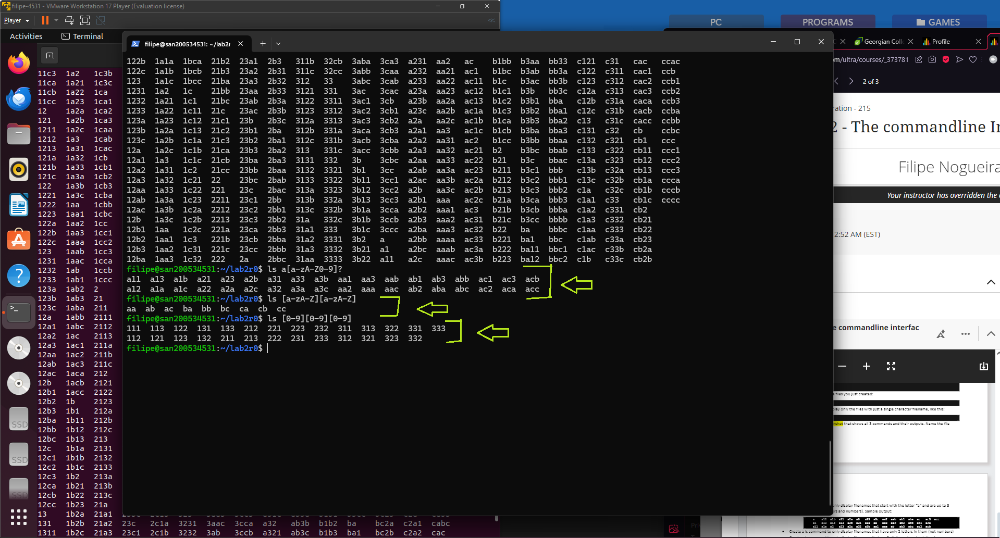 filipe-4531 - VMware Workstation 17 Player (Evaluation license)
Player
Activities Terminal
11c3 1a2 1c3b
11ca 1a21 1c3c
11cb 1a22 1ca
11cc 1a23 1ca1
12 1a2a 1ca2
121 1a2b 1ca3
1211 1a2c 1caa
1212 1a3 1cab
1213 1a31 1cac
121a 1a32 1cb
121b 1a33 1cb1
121c 1a3a 1cb2
122 1a3b 1cb3
1221 1a3c 1cba
1222 1aa 1cbb
1223 1aa1 1cbc
122a 1aa2 1cc
122b 1aa3 1cc1
122c 1aaa 1cc2
123 1aab 1cc3
1231 1aac 1cca
1232 1ab 1ccb
1233 1ab1 1ccc
123a 1ab2 2
123b 1ab3 21
123c 1aba 211
12a 1abb 2111
12a1 1abc 2112
12a2 1ac 2113
12a3 1ac1 211a
12aa 1ac2 211b
12ab 1ac3 211c
12ac 1aca 212
12b 1acb 2121
12b1 1acc 2122
12b2 1b 2123
12b3 1b1 212a
12ba 1b11 212b
12bb 1b12 212c
12bc 1b13 213
12c 1b1a 2131
12c1 1b1b 2132
12c2 1b1c 2133
12c3 1b2 213a
12ca 1b21 213b
12cb 1b22 213c
12cc 1b23 21a
13 1b2a 21a1
131 1b2b 21a2 23c 2c1a 3231 3aac 3cca a32 ab3b b1b2 ba bc2a c2a1 cabc
1311 1b2c 21a3 23c1 2c1b 3232 3ab 3ccb a321 ab3c b1b3 ba1 bc2b c2a2 cac
SSD
SSD
SSD
filipe@san200534531: ~/lab2r
122b 1a1a 1bca 21b2 23a1 2b3 311b 32cb 3aba 3ca3 a231 aa2 ac b1bb b3aa bb33 c121 c31 cac ccac
122c 1a1b 1bcb 21b3 23a2 2b31 311c 32cc 3abb 3caa a232 aa21 ac1 b1bc b3ab bb3a c122 c311 cac1 ccb
123 1a1c 1bcc 21ba 23a3 2b32 312 33 3abc 3cab a233 aa22 ac11 b1c b3ac bb3b c123 c312 cac2 ccb1
1231 1a2 1c 21bb 23aa 2b33 3121 331 3ac 3cac a23a aa23 ac12 b1c1 b3b bb3c c12a c313 cac3 ccb2
1232 1a21 1c1 21bc 23ab 2b3a 3122 3311 3ac1 3cb a23b aa2a ac13 b1c2 b3b1 bba c12b c31a caca ccb3
1233 1a22 1c11 21c 23ac 2b3b 3123 3312 3ac2 3cb1 a23c aa2b ac1a b1c3 b3b2 bba1 c12c c31b cacb ccba
123a 1a23 1c12 21c1 23b 2b3c 312a 3313 3ac3 3cb2 a2a aa2c ac1b b1ca b3b3 bba2 c13 c31c cacc ccbb
123b 1a2a 1c13 21c2 23b1 2ba 312b 331a 3aca 3cb3 a2a1 aa3 ac1c b1cb b3ba bba3 c131 c32 cb ccbc
123c 1a2b 1c1a 21c3 23b2 2ba1 312c 331b 3acb 3cba a2a2 aa31 ac2 b1cc b3bb bbaa c132 c321 cb1 ccc
12a 1a2c 1c1b 21ca 23b3 2ba2 313 331c 3acc 3cbb a2a3 aa32 ac21 b2 b3bc bbab c133 c322 cb11 ccc1
12a1 1a3 1c1c 21cb 23ba 2ba3 3131 332 3b 3cbc a2aa aa33 ac22 b21 b3c bbac c13a c323 cb12 ccc2
12a2 1a31 1c2 21cc 23bb 2baa 3132 3321 3b1 3cc a2ab aa3a ac23 b211 b3c1 bbb c13b c32a cb13 ccc3
12a3 1a32 1c21 22 23bc 2bab 3133 3322 3b11 3cc1 a2ac aa3b ac2a b212 b3c2 bbb1 c13c c32b cb1a ccca
12aa 1a33 1c22 221 23c 2bac 313a 3323 3b12 3cc2 a2b aa3c ac2b b213 b3c3 bbb2 c1a c32c cb1b cccb
12ab 1a3a 1c23 2211 23c1 2bb 313b 332a 3b13 3cc3 a2b1 aaa ac2c b21a b3ca bbb3 c1a1 c33 cb1c cccc
12ac 1a3b 1c2a 2212 23c2 2bb1 313c 332b 3b1a 3cca a2b2 aaa1 ac3 b21b b3cb bbba c1a2 c331 cb2
12b 1a3c 1c2b 2213 23c3 2bb2 31a 332c 3b1b 3ccb a2b3 aaa2 ac31 b21c b3cc bbbb c1a3 c332 cb21
12b1 1aa 1c2c 221a 23ca 2bb3 31a1 333 3b1c 3ccc a2ba aaa3 ac32 b22 ba bbbc c1aa c333 cb22
12b2 1aa1 1c3 221b 23cb 2bba 31a2 3331 3b2 a a2bb aaaa ac33 b221 ba1 bbc c1ab c33a cb23
12b3 1aa2 1c31 221c 23cc 2bbb 31a3 3332 3b21 a1 a2bc aaab ac3a b222 ba11 bbc1 c1ac c33b cb2a
12ba 1aa3 1c32 222 2a 2bbc 31aa 3333 3b22 a11 a2c aaac ac3b b223 ba12 bbc2 c1b c33c cb2b
filipe@san200534531:~/lab2r0$ ls a[a-zA-Z0-9]?
a11 a13 a1b a21 a23 a2b a31 a33 a3b aa1 aa3 aab ab1 ab3 abb ac1 ac3 acb
a12 a1a a1c a22 a2a a2c a32 a3a a3c aa2 aaa aac ab2 aba abc ac2 aca acc
filipe@san200534531:~/lab2r0$ ls [a-zA-Z][a-zA-Z]
aa ab ac ba bb bc ca cb cc
filipe@san200534531:~/lab2r0$ ls [0-9][0-9][0-9]
111 113 122 131 133 212 221 223 232 311 313 322 331 333
112 121 123 132 211 213 222 231 233 312 321 323 332
filipe@san200534531:~/lab2r0$
PC PROGRAMS GAMES
Georgian Coll Profile
om/ultra/courses/_373781
2 of 3
ration - 215
2 - The commandline In
Filipe Nogueira
Your instructor has overridden the
2:52 AM (EST)
e commandline interfac
files you just created:
play only the files with just a single character filename, like this:
nshot that shows all 3 commands and their outputs. Name the file
only display filenames that start with the letter "a" and are up to 3
rs and numbers). Sample output:
Create a ls command to only display filenames that have only 2 letters in them (not numbers)